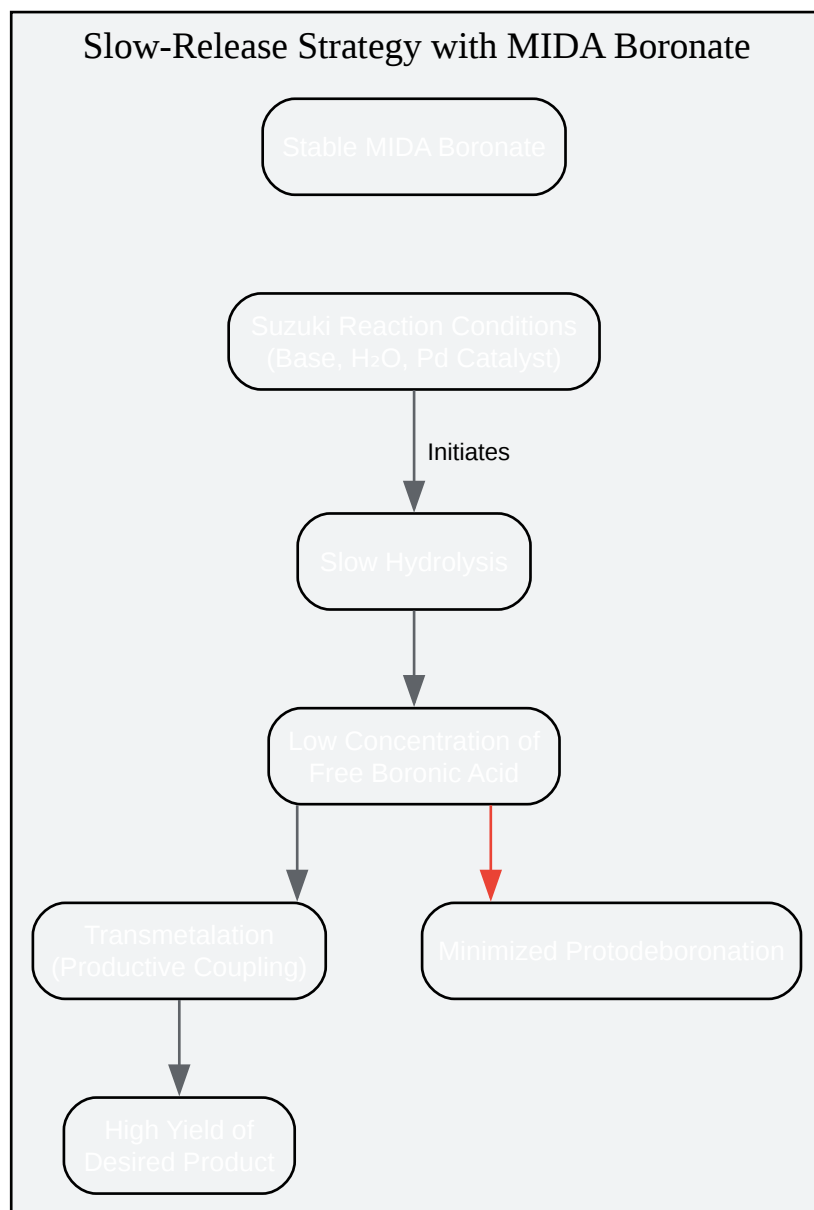 Slow-Release Strategy with MIDA Boronate
Stable MIDA Boronate
Suzuki Reaction Conditions
(Base, H₂O, Pd Catalyst)
Initiates
Slow Hydrolysis
Low Concentration of
Free Boronic Acid
Transmetalation
(Productive Coupling)
Minimized Protodeboronation
High Yield of
Desired Product